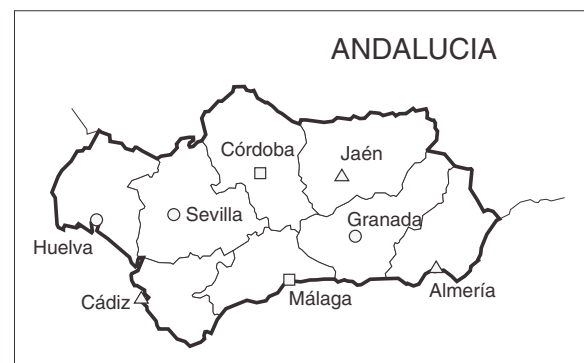 ANDALUCIA
Córdoba
Jaén
Sevilla
Granada
Huelva
Cádiz
Málaga
Almería